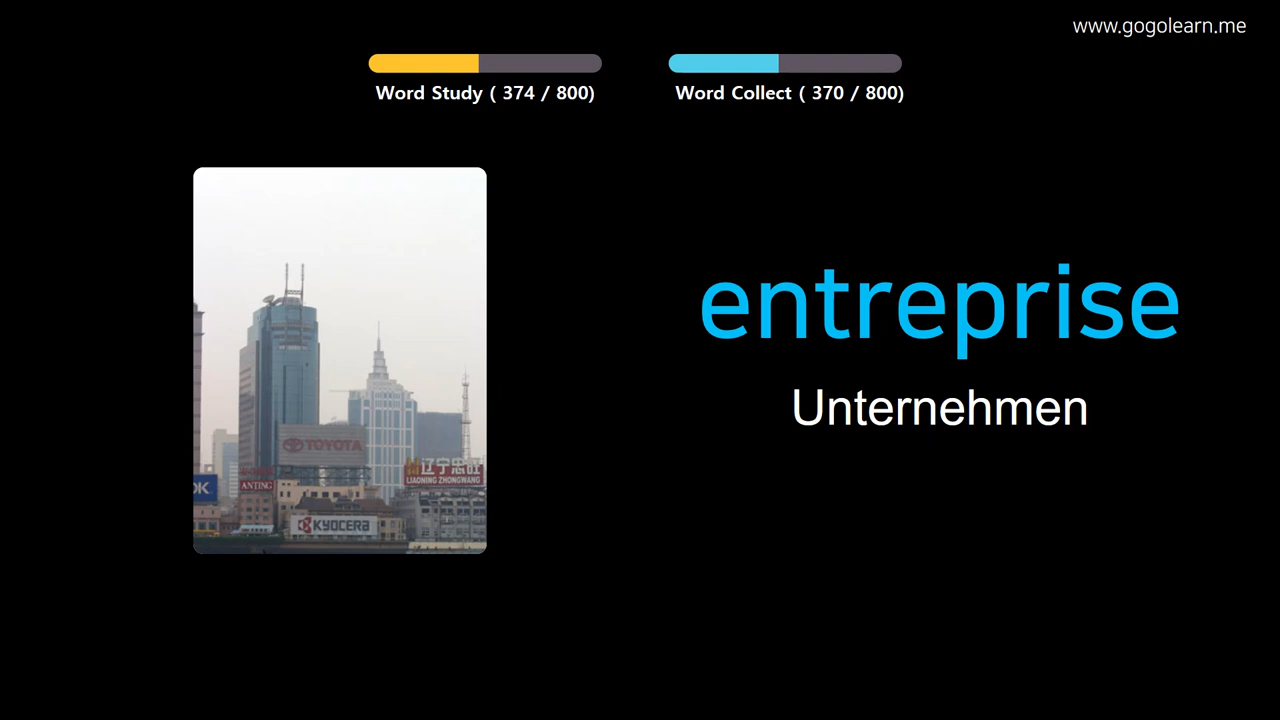 www.gogolearn.me
Word Study ( 374 / 800)
Word Collect ( 370 / 800)
entreprise
Unternehmen
TOYOTA
辽宁忠旺
LIAONING ZHONGWANG
OK
ANTING
KYOCERA